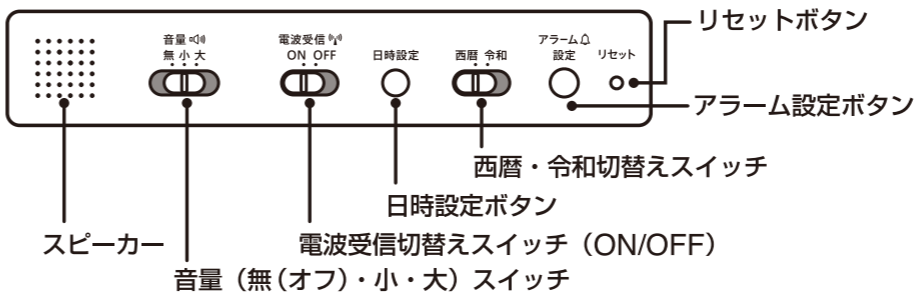 音量
無 小 大
電波受信
ON OFF
日時設定
西暦 令和
アラーム
設定
リセット
リセットボタン
アラーム設定ボタン
西暦・令和切替えスイッチ
日時設定ボタン
スピーカー
電波受信切替えスイッチ（ON/OFF）
音量（無(オフ)・小・大）スイッチ